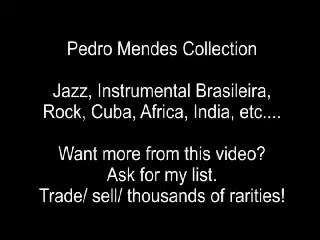 Pedro Mendes Collection
Jazz, Instrumental Brasileira,
Rock, Cuba, Africa, India, etc....
Want more from this video?
Ask for my list.
Trade/ sell/ thousands of rarities!